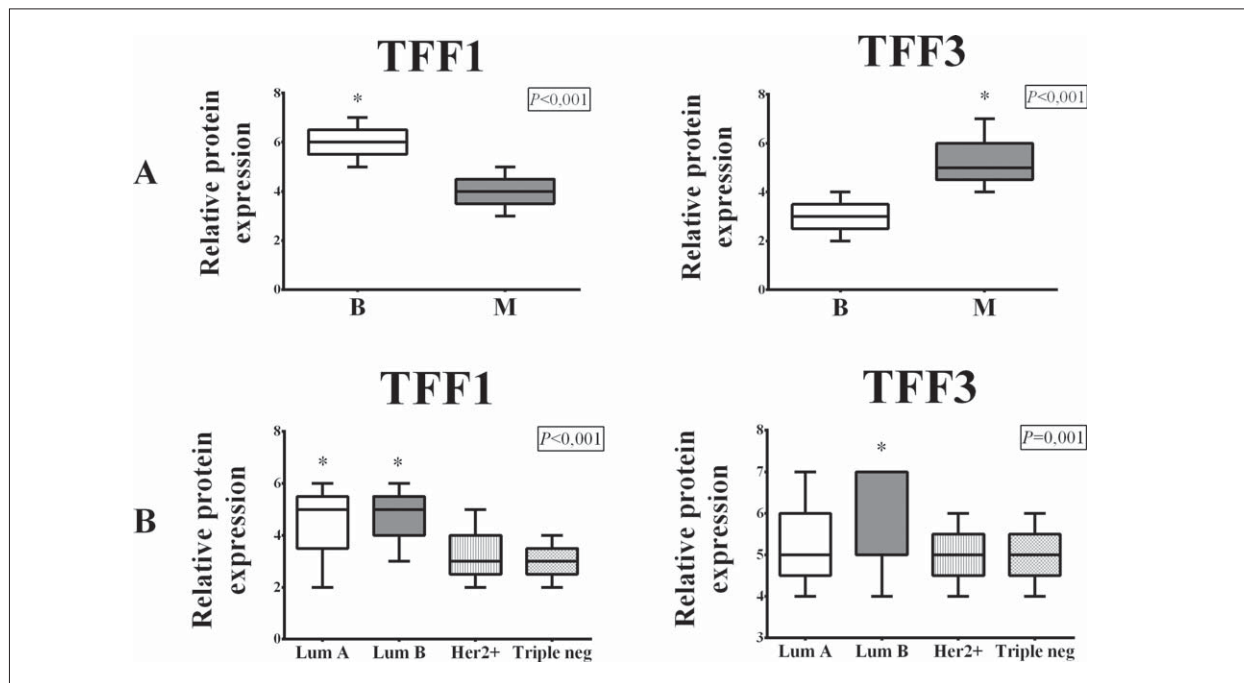 TFF1
TFF3
A
Relative protein
expression
8
6
4
2
0
*
P<0,001
B
M
Relative protein
expression
8
6
4
2
0
*
P<0,001
B
M
TFF1
TFF3
B
Relative protein
expression
8
6
4
2
0
*
*
P<0,001
Lum A
Lum B
Her2+
Triple neg
Relative protein
expression
8
7
6
5
4
3
*
P=0,001
Lum A
Lum B
Her2+
Triple neg